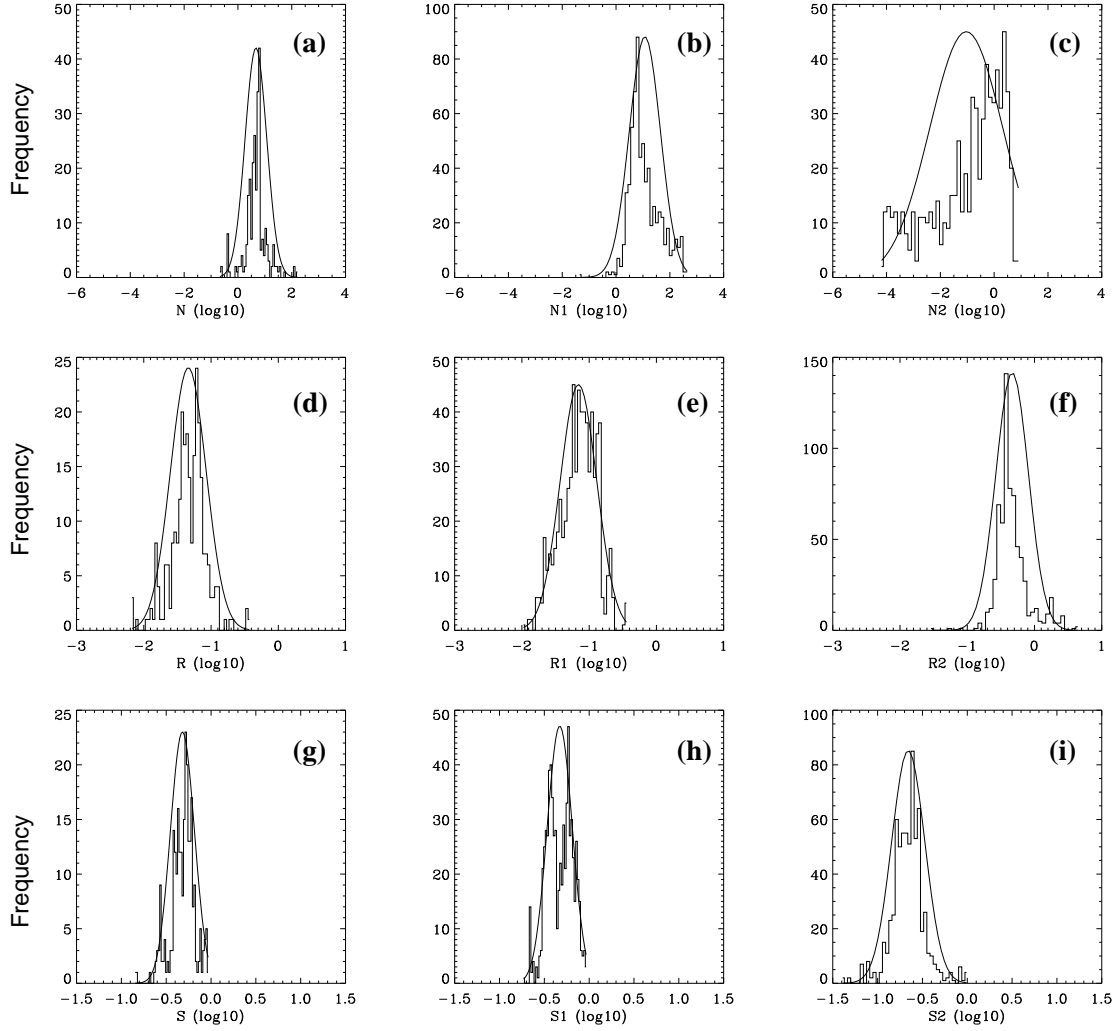 (a)
Frequency
50
40
30
20
10
0
−6 −4 −2 0 2 4
N (log10)
(b)
100
80
60
40
20
0
−6 −4 −2 0 2 4
N1 (log10)
(c)
50
40
30
20
10
0
−6 −4 −2 0 2 4
N2 (log10)
(d)
Frequency
25
20
15
10
5
0
−3 −2 −1 0 1
R (log10)
(e)
50
40
30
20
10
0
−3 −2 −1 0 1
R1 (log10)
(f)
150
100
50
0
−3 −2 −1 0 1
R2 (log10)
(g)
Frequency
25
20
15
10
5
0
−1.5 −1.0 −0.5 0.0 0.5 1.0 1.5
S (log10)
(h)
50
40
30
20
10
0
−1.5 −1.0 −0.5 0.0 0.5 1.0 1.5
S1 (log10)
(i)
100
80
60
40
20
0
−1.5 −1.0 −0.5 0.0 0.5 1.0 1.5
S2 (log10)